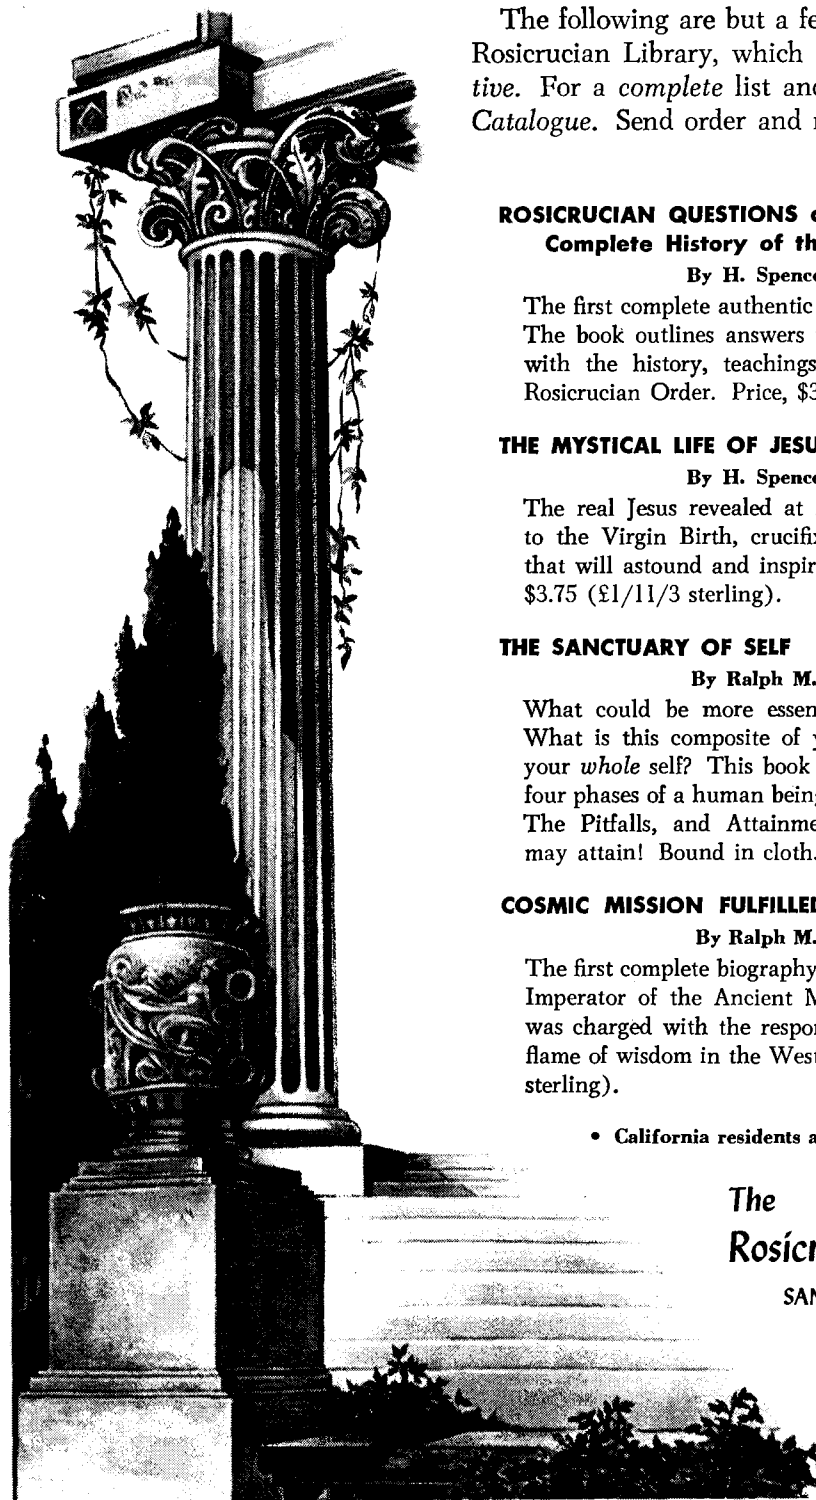 The following are but a fe
Rosicrucian Library, which
tive. For a complete list and
Catalogue. Send order and r
ROSICRUCIAN QUESTIONS
Complete History of th
By H. Spenc
The first complete authentic
The book outlines answers
with the history, teachings
Rosicrucian Order. Price, $3
THE MYSTICAL LIFE OF JESU
By H. Spenc
The real Jesus revealed at
to the Virgin Birth, crucifix
that will astound and inspir
$3.75 (£1/11/3 sterling).
THE SANCTUARY OF SELF
By Ralph M.
What could be more essen
What is this composite of
your whole self? This book
four phases of a human being
The Pitfalls, and Attainme
may attain! Bound in cloth.
COSMIC MISSION FULFILLED
By Ralph M.
The first complete biography
Imperator of the Ancient M
was charged with the respon
flame of wisdom in the West
sterling).
• California residents a
The
Rosicr
SAN